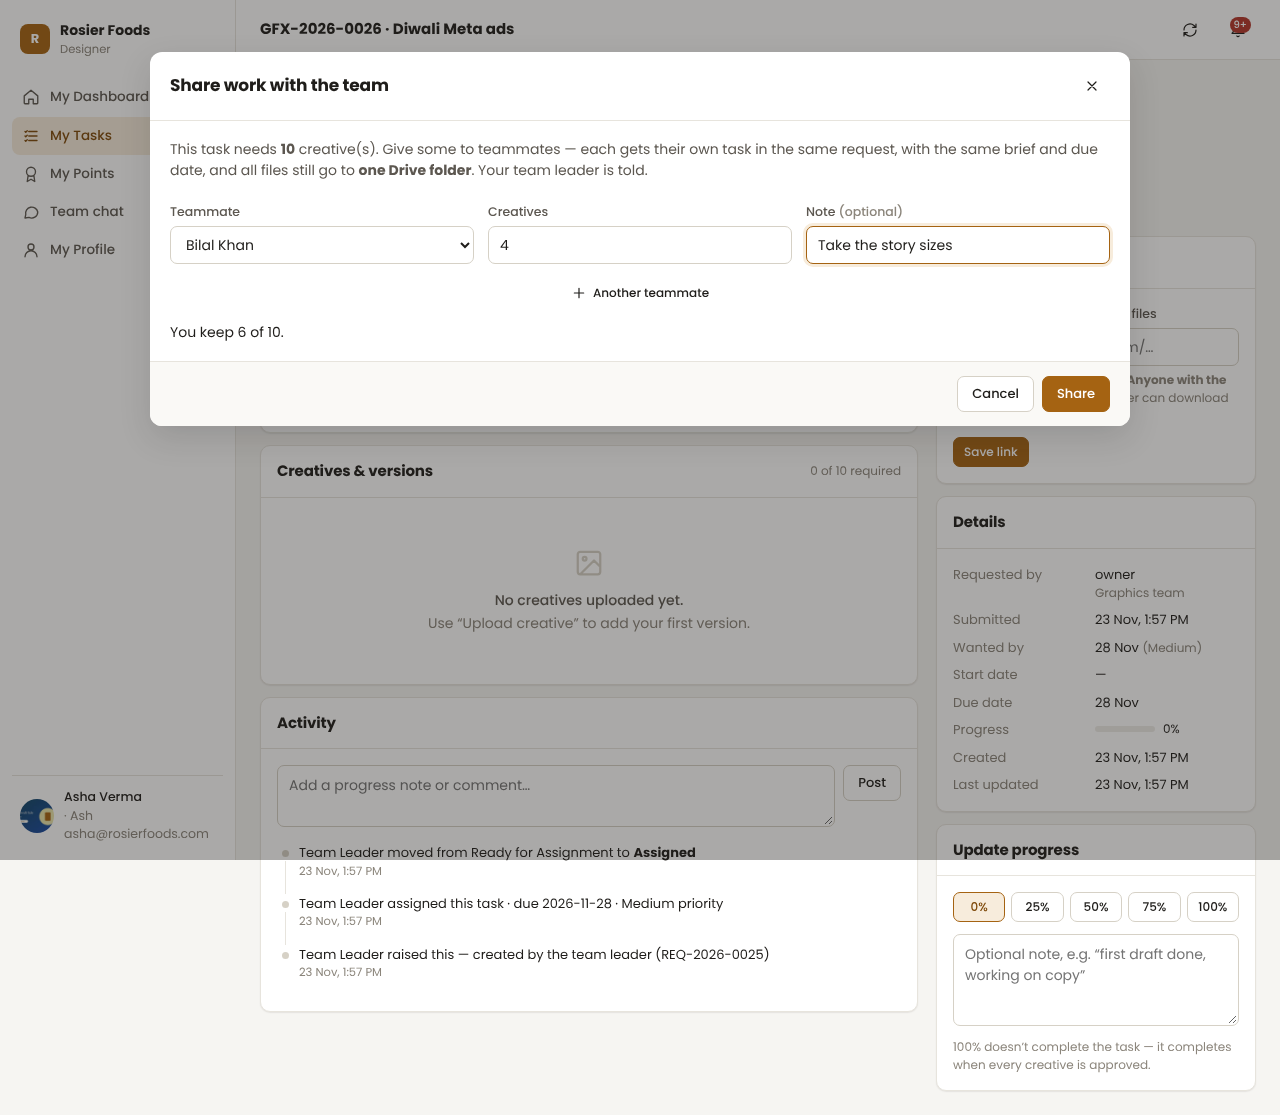 R
Rosier Foods
Designer
My Dashboard
My Tasks
My Points
Team chat
My Profile
GFX-2026-0026 · Diwali Meta ads
9+
Share work with the team
This task needs 10 creative(s). Give some to teammates — each gets their own task in the same request, with the same brief and due
date, and all files still go to one Drive folder. Your team leader is told.
Teammate
Creatives
Note (optional)
Bilal Khan
4
Take the story sizes
Another teammate
You keep 6 of 10.
Cancel
Share
files
m/...
Anyone with the
er can download
Save link
Creatives & versions
0 of 10 required
No creatives uploaded yet.
Use “Upload creative” to add your first version.
Activity
Add a progress note or comment...
Post
Team Leader moved from Ready for Assignment to Assigned
23 Nov, 1:57 PM
Team Leader assigned this task · due 2026-11-28 · Medium priority
23 Nov, 1:57 PM
Team Leader raised this — created by the team leader (REQ-2026-0025)
23 Nov, 1:57 PM
Details
Requested by owner
Graphics team
Submitted 23 Nov, 1:57 PM
Wanted by 28 Nov (Medium)
Start date —
Due date 28 Nov
Progress 0%
Created 23 Nov, 1:57 PM
Last updated 23 Nov, 1:57 PM
Update progress
0% 25% 50% 75% 100%
Optional note, e.g. “first draft done,
working on copy”
100% doesn’t complete the task — it completes
when every creative is approved.
Asha Verma
· Ash
asha@rosierfoods.com